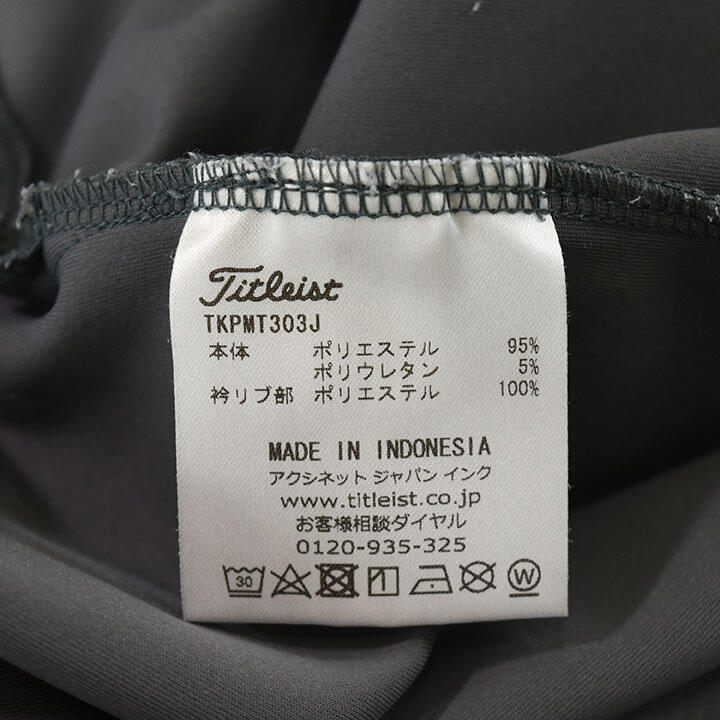 Titleist
TKPMT303J
本体 ポリエステル 95%
ポリウレタン 5%
衿リブ部 ポリエステル 100%
MADE IN INDONESIA
アクシネット ジャパン インク
www.titleist.co.jp
お客様相談ダイヤル
0120-935-325
30 W